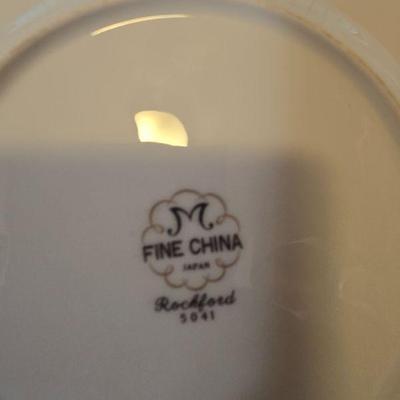 M
FINE CHINA
JAPAN
Rockford
5041